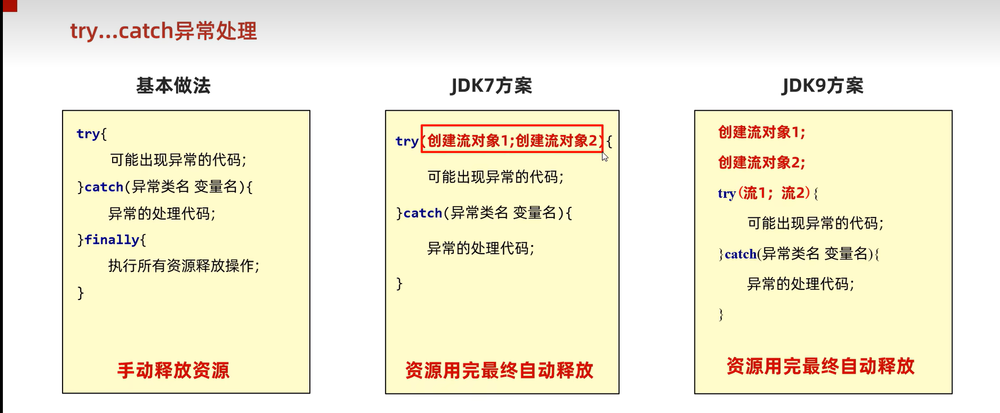 try...catch异常处理
基本做法
try{
可能出现异常的代码;
}catch(异常类名 变量名){
异常的处理代码;
}finally{
执行所有资源释放操作;
}
手动释放资源
JDK7方案
try(创建流对象1;创建流对象2){
可能出现异常的代码;
}catch(异常类名 变量名){
异常的处理代码;
}
资源用完最终自动释放
JDK9方案
创建流对象1;
创建流对象2;
try(流1；流2){
可能出现异常的代码;
}catch(异常类名 变量名){
异常的处理代码;
}
资源用完最终自动释放